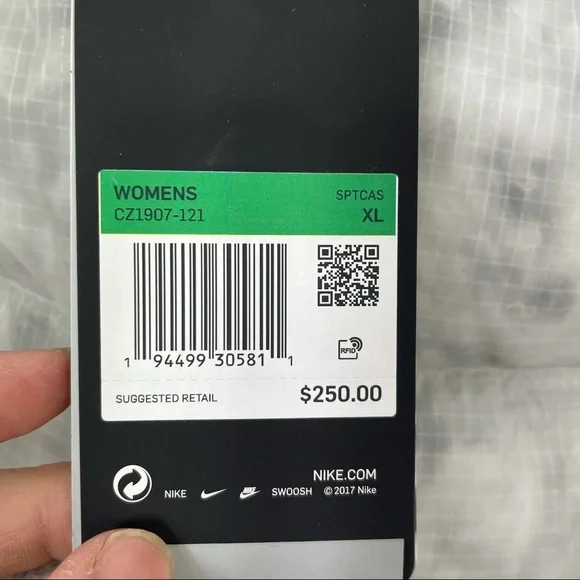 WOMENS SPTCAS
CZ1907-121 XL
1 94499 30581 1
RFID
SUGGESTED RETAIL $250.00
NIKE.COM
NIKE NIKE SWOOSH © 2017 Nike